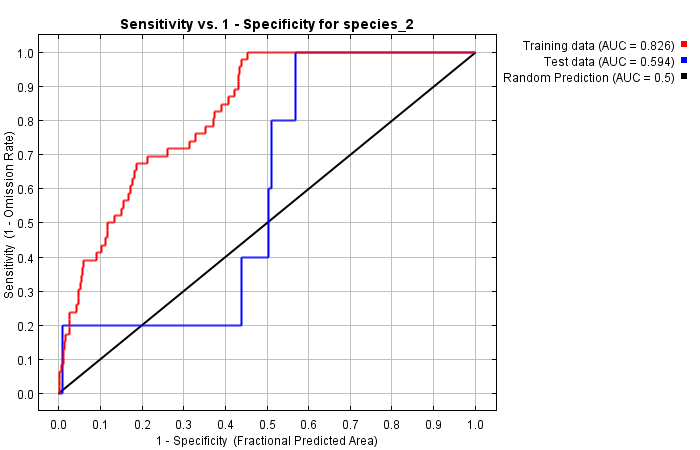 Sensitivity vs. 1 - Specificity for species_2
Training data (AUC = 0.826)
Test data (AUC = 0.594)
Random Prediction (AUC = 0.5)
Sensitivity (1 - Omission Rate)
1.0
0.9
0.8
0.7
0.6
0.5
0.4
0.3
0.2
0.1
0.0
0.0 0.1 0.2 0.3 0.4 0.5 0.6 0.7 0.8 0.9 1.0
1 - Specificity (Fractional Predicted Area)